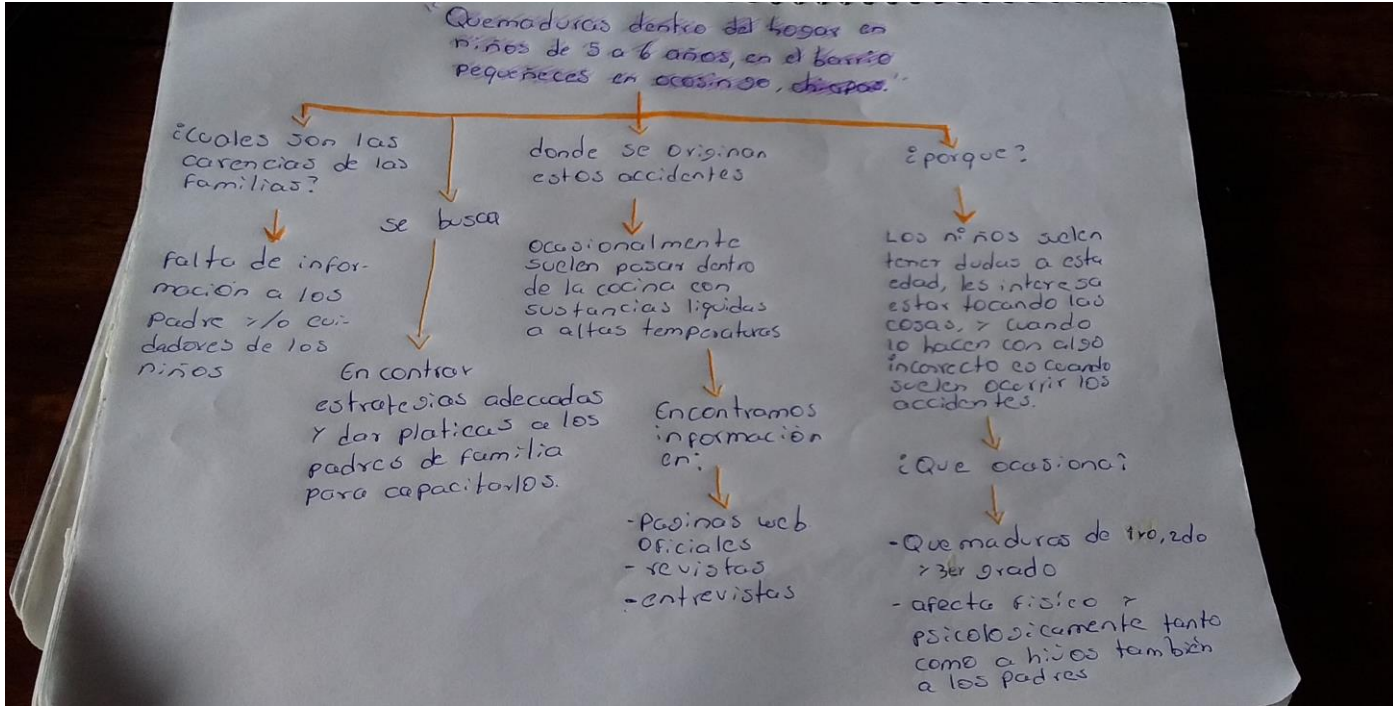 "Quemaduras dentro del hogar en
niños de 5 a 6 años, en el barrio
pequeñeces en ocosingo, chiapas."
¿Cuales son las
carencias de las
familias?
falta de infor-
mación a los
Padre y/o cui-
dadores de los
niños
se busca
Encontrar
estrategias adecuadas
y dar platicas a los
padres de familia
para capacitarlos.
donde se originan
estos accidentes
ocasionalmente
suelen pasar dentro
de la cocina con
sustancias liquidas
a altas temperaturas
Encontramos
información
en:
-Paginas web
oficiales
- revistas
-entrevistas
¿porque?
Los niños suelen
tener dudas a esta
edad, les interesa
estar tocando las
cosas, y cuando
lo hacen con algo
incorrecto es cuando
suelen ocurrir los
accidentes.
¿Que ocasiona?
-Quemaduras de 1ro, 2do
y 3er grado
- afecta fisico y
psicologicamente tanto
como a hijos también
a los padres